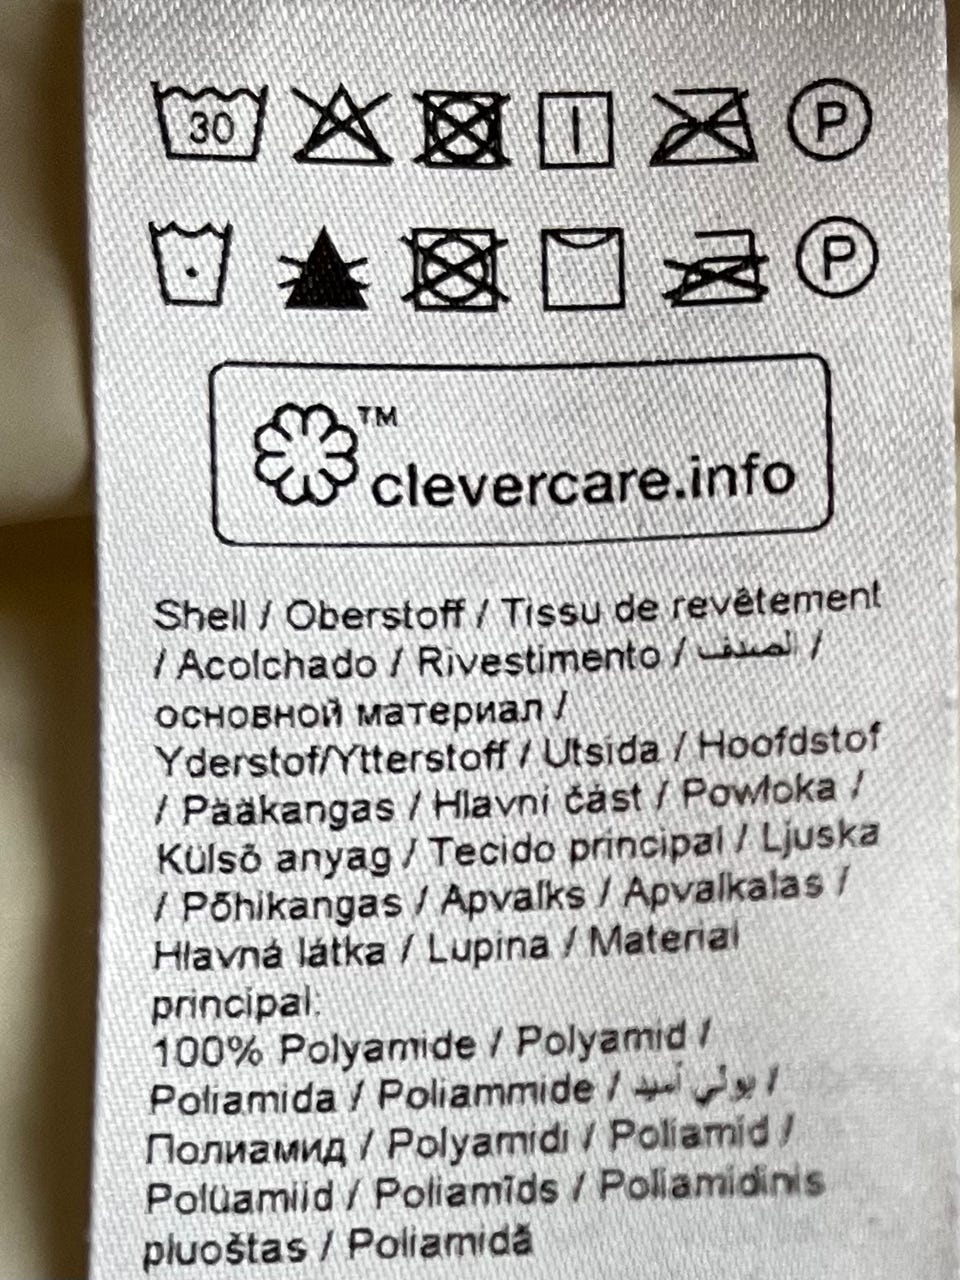 30 P
P
™
clevercare.info
Shell / Oberstoff / Tissu de revêtement
/ Acolchado / Rivestimento / الصدف /
основной материал /
Yderstof/Ytterstoff / Utsida / Hoofdstof
/ Pääkangas / Hlavní část / Powłoka /
Külső anyag / Tecido principal / Ljuska
/ Põhikangas / Apvalks / Apvalkalas /
Hlavná látka / Lupina / Material
principal:
100% Polyamide / Polyamid /
Poliamida / Poliammide / بولي أميد /
Полиамид / Polyamidi / Poliamid /
Polüamiid / Poliamīds / Poliamidinis
pluoštas / Poliamidă